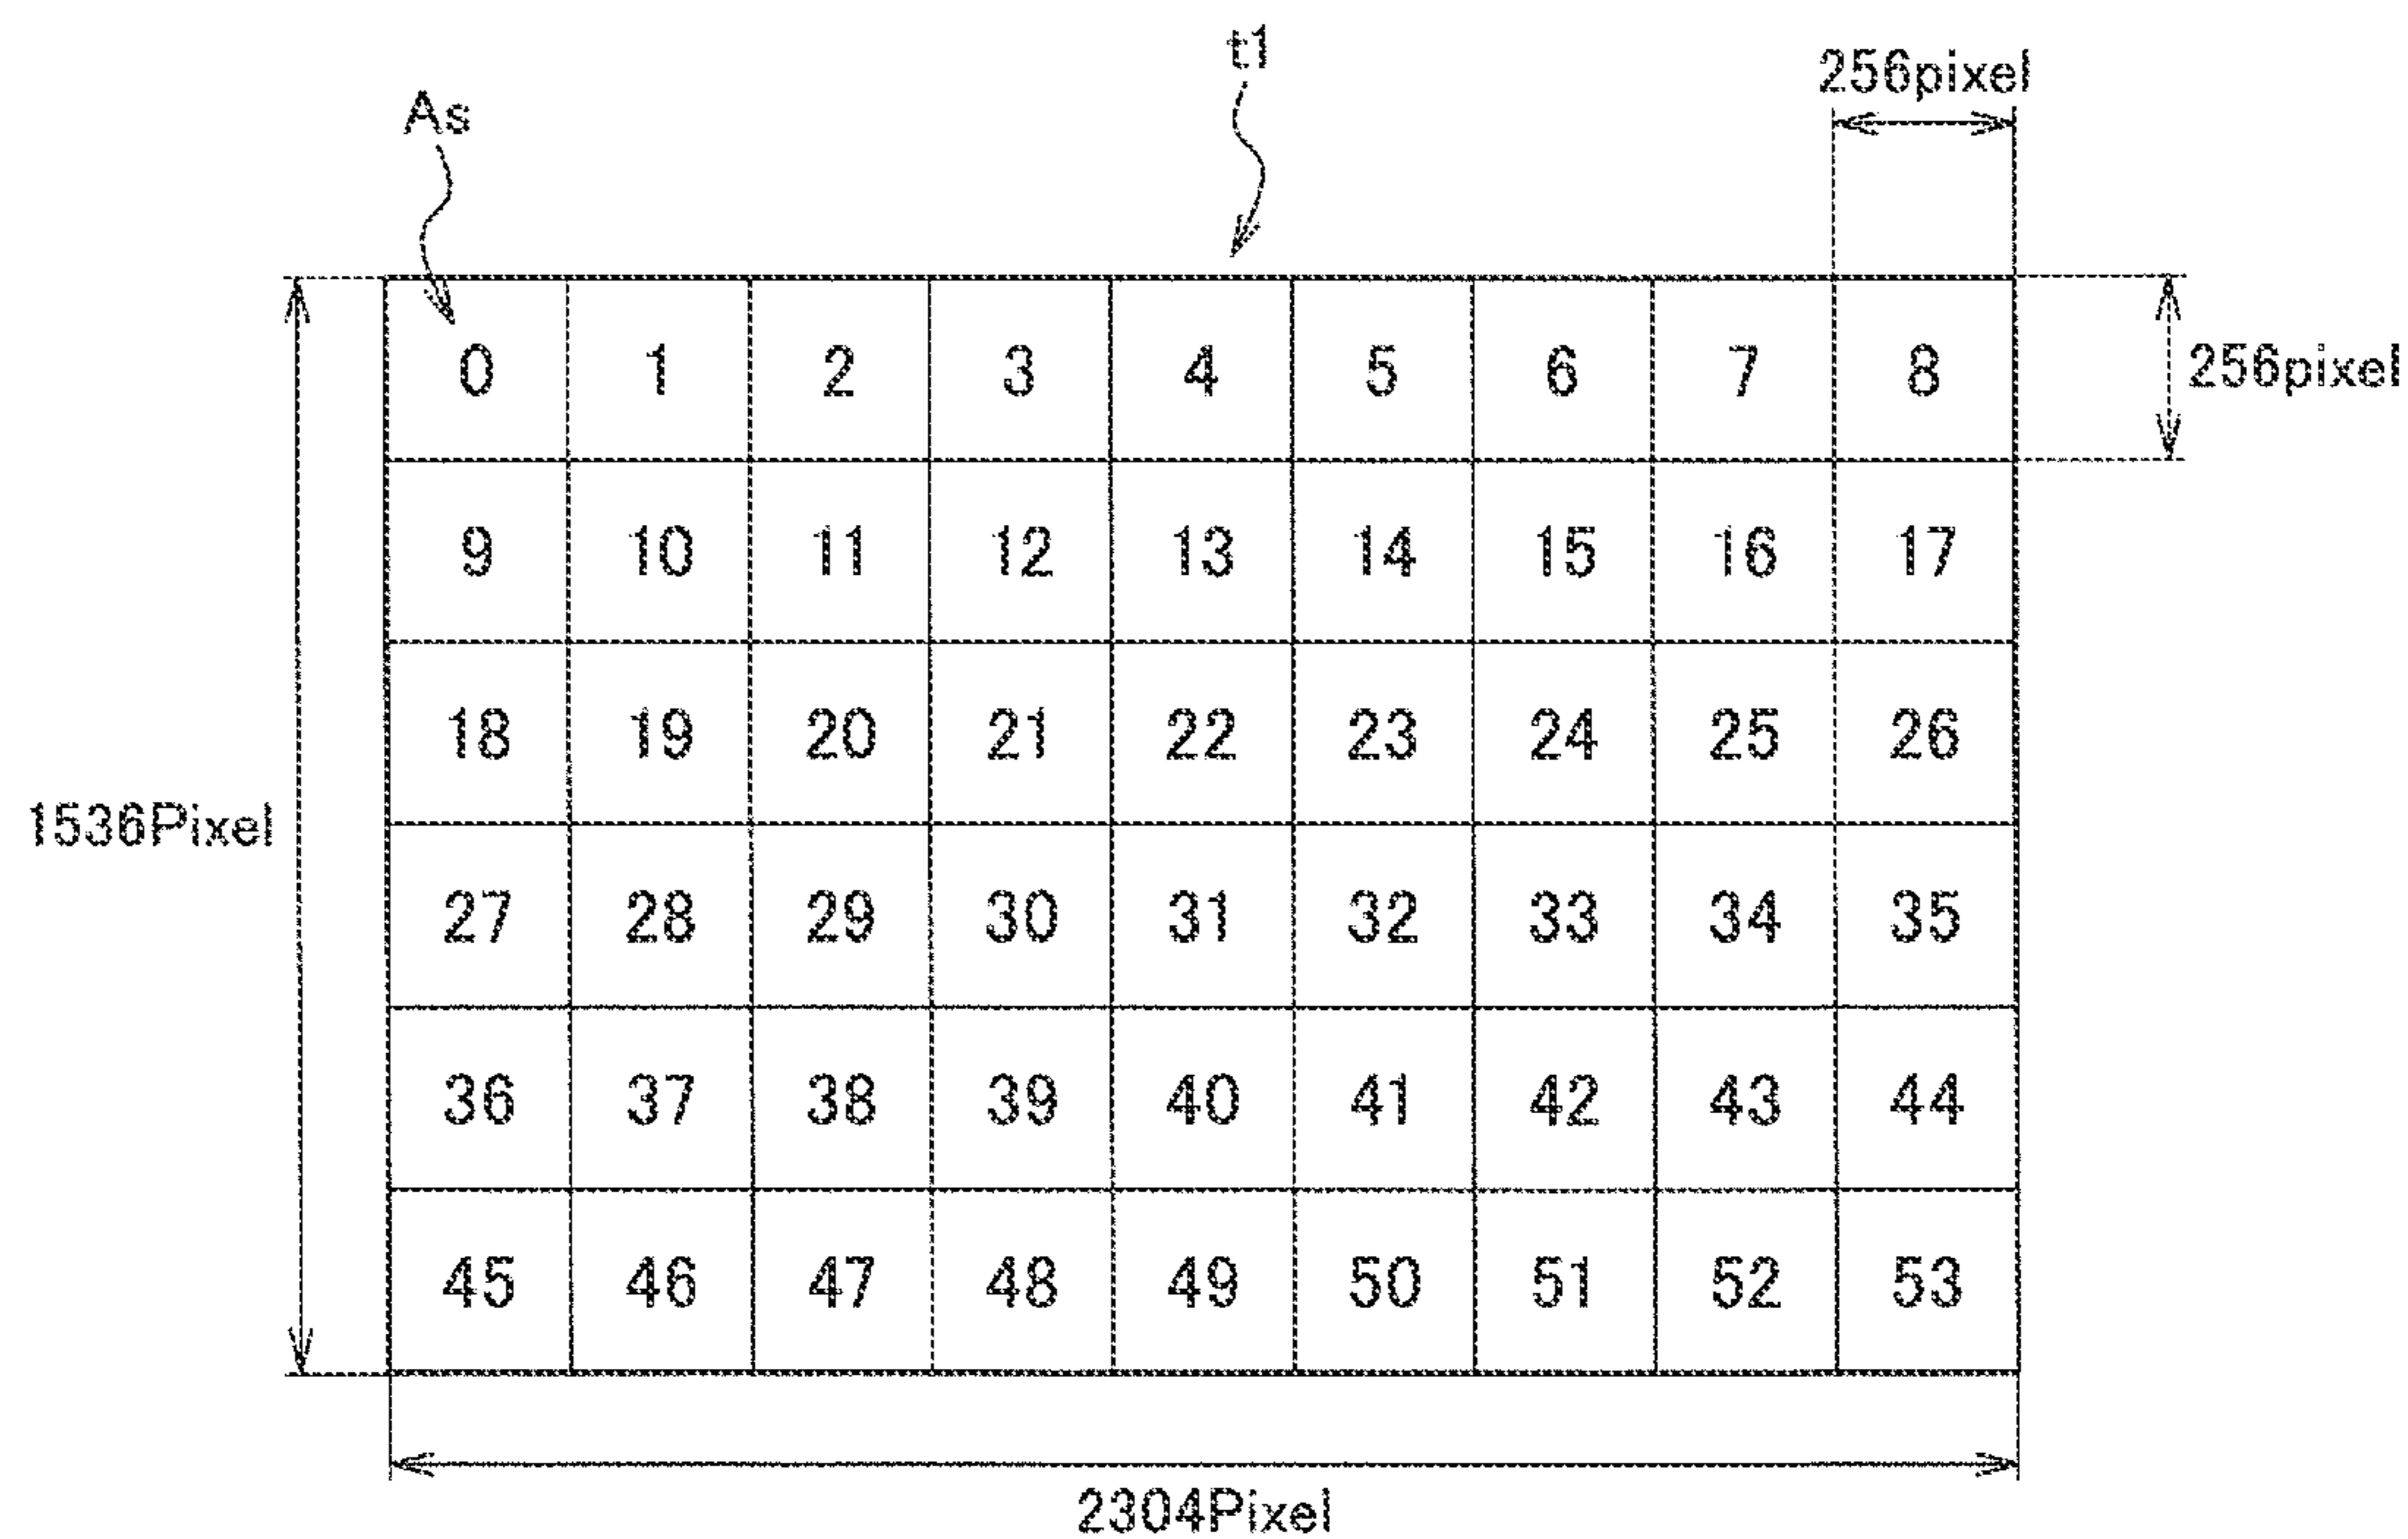 t1
256pixel
As
0 1 2 3 4 5 6 7 8
256pixel
9 10 11 12 13 14 15 16 17
18 19 20 21 22 23 24 25 26
1536Pixel
27 28 29 30 31 32 33 34 35
36 37 38 39 40 41 42 43 44
45 46 47 48 49 50 51 52 53
2304Pixel